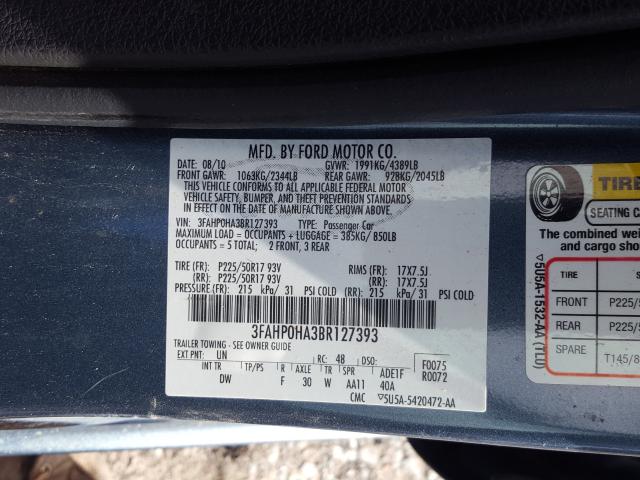 MFD. BY FORD MOTOR CO.
DATE: 08/10 GVWR: 1991KG/4389LB
FRONT GAWR: 1063KG/2344LB REAR GAWR: 928KG/2045LB
THIS VEHICLE CONFORMS TO ALL APPLICABLE FEDERAL MOTOR
VEHICLE SAFETY, BUMPER, AND THEFT PREVENTION STANDARDS
IN EFFECT ON THE DATE OF MANUFACTURE SHOWN ABOVE.
VIN: 3FAHP0HA3BR127393 TYPE: Passenger Car
MAXIMUM LOAD = OCCUPANTS + LUGGAGE = 385KG/850LB
OCCUPANTS = 5 TOTAL: 2 FRONT, 3 REAR
TIRE (FR): P225/50R17 93V RIMS (FR): 17X7.5J
(RR): P225/50R17 93V (RR): 17X7.5J
PRESSURE (FR): 215 kPa/ 31 PSI COLD (RR): 215 kPa/ 31 PSI COLD
3FAHP0HA3BR127393
TRAILER TOWING - SEE OWNER GUIDE
EXT PNT: UN RC: 48 DSO: F0075
R0072
INT TR TP/PS R AXLE TR SPR ADE1F
DW F 30 W AA11 40A
CMC ▽5U5A-5420472-AA
▽5U5A-1532-AA (TLO)
TIRE
SEATING CA
The combined weig
and cargo sho
TIRE S
FRONT P225/5
REAR P225/5
SPARE T145/8